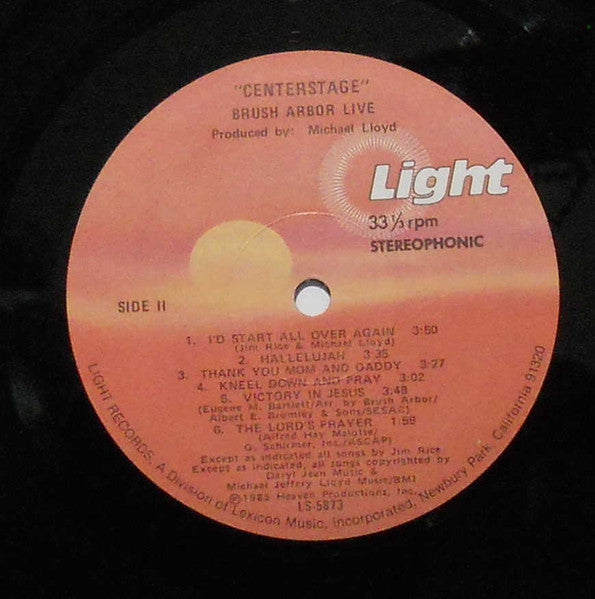 "CENTERSTAGE"
BRUSH ARBOR LIVE
Produced by: Michael Lloyd
Light
33 ⅓ rpm
STEREOPHONIC
SIDE II
1. I'D START ALL OVER AGAIN 3:50
(Jim Rice & Michael Lloyd)
2. HALLELUJAH 3:35
3. THANK YOU MOM AND DADDY 3:27
4. KNEEL DOWN AND PRAY 3:02
5. VICTORY IN JESUS 3:48
(Eugene M. Bartlett/Arr. by Brush Arbor/
Albert E. Brumley & Sons/SESAC)
6. THE LORD'S PRAYER 1:58
(Alfred Hay Malotte/
G. Schirmer, Inc./ASCAP)
Except as indicated all songs by Jim Rice
Except as indicated, all songs copyrighted by
Daryl Jean Music &
Michael Jeffery Lloyd Music/BMI
℗1985 Heaven Productions, Inc.
LS-5873
LIGHT RECORDS, A Division of Lexicon Music, Incorporated, Newbury Park, California 91320